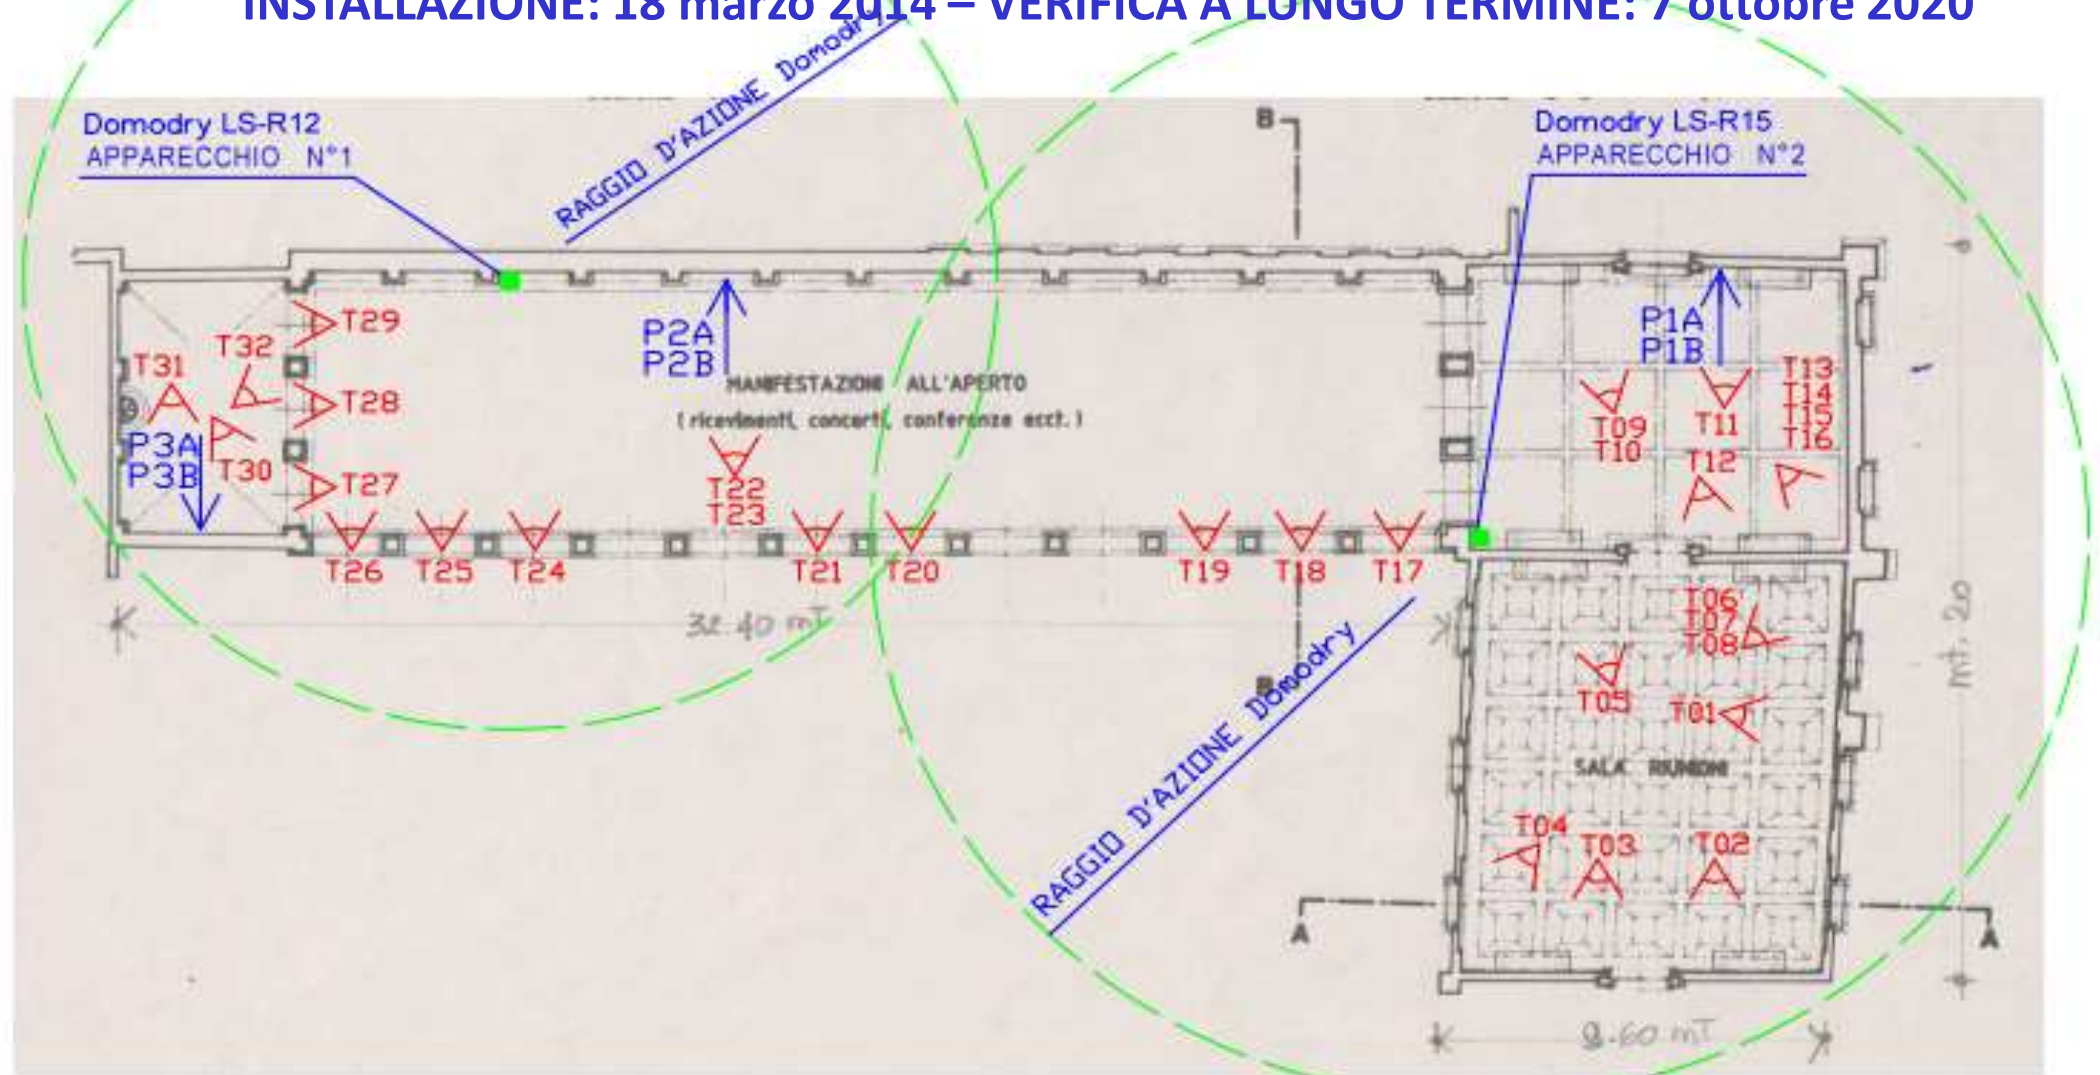 INSTALLAZIONE: 18 marzo 2014 – VERIFICA A LUNGO TERMINE: 7 ottobre 2020
Domodry LS-R12
APPARECCHIO N°1
RAGGIO D'AZIONE Domodry
B
Domodry LS-R15
APPARECCHIO N°2
T29
T32
T31
T28
P3A
P3B
T30
T27
P2A
P2B
MANIFESTAZIONI ALL'APERTO
(ricevimenti, concerti, conferenze ecct.)
T22
T23
P1A
P1B
T13
T14
T15
T16
T09
T10
T11
T12
T26
T25
T24
T21
T20
T19
T18
T17
32.40 mT
T06
T07
T08
T05
T01
mt. 20
B
RAGGIO D'AZIONE Domodry
SALA RIUNIONI
T04
T03
T02
A
A
9.60 mT